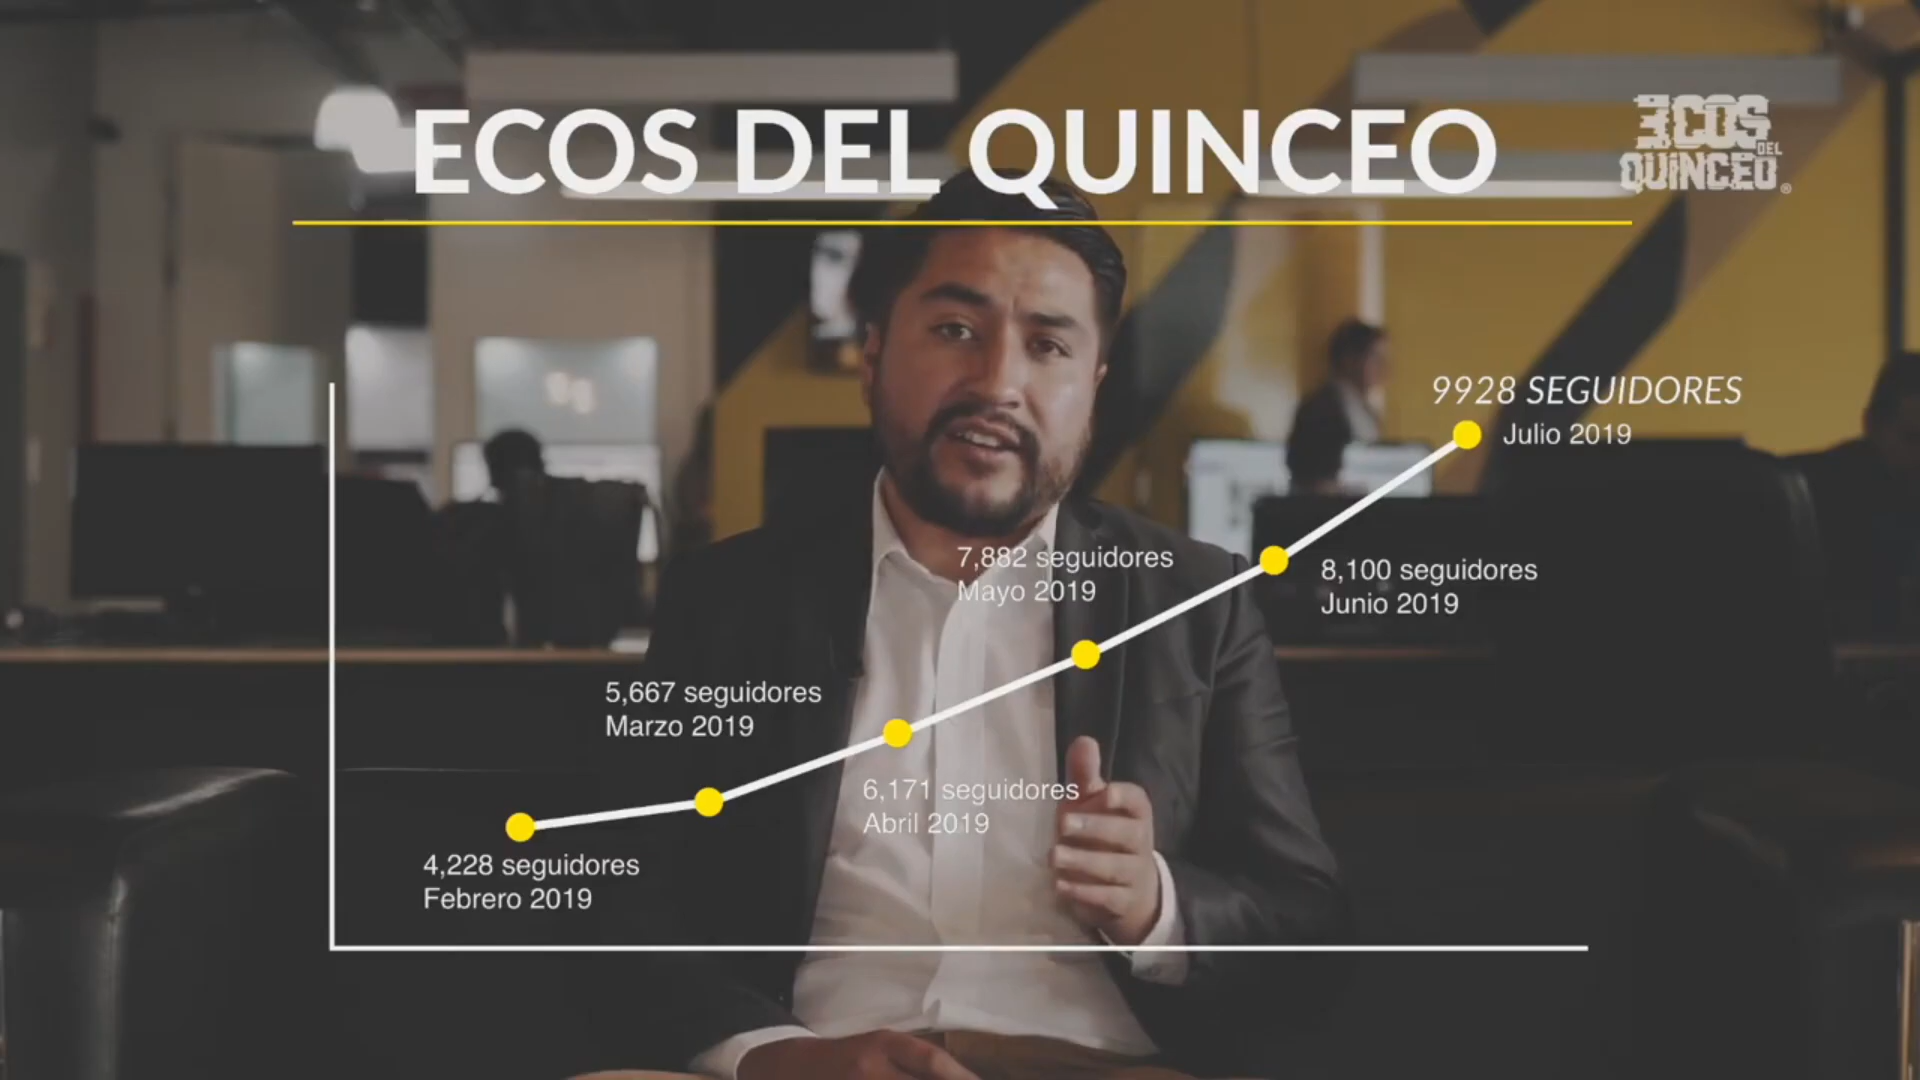 ECOS DEL QUINCEO
ECOS
DEL
QUINCEO®
9928 SEGUIDORES
Julio 2019
7,882 seguidores
Mayo 2019
8,100 seguidores
Junio 2019
5,667 seguidores
Marzo 2019
6,171 seguidores
Abril 2019
4,228 seguidores
Febrero 2019